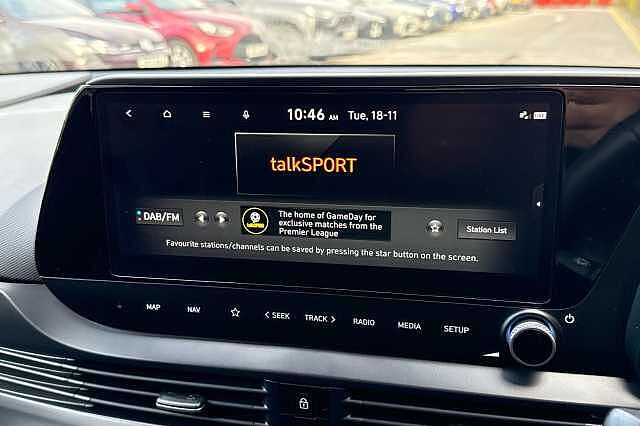 10:46 AM Tue, 18-11
talkSPORT
DAB/FM
talkSPORT
The home of GameDay for
exclusive matches from the
Premier League
Station List
Favourite stations/channels can be saved by pressing the star button on the screen.
MAP NAV < SEEK TRACK > RADIO MEDIA SETUP